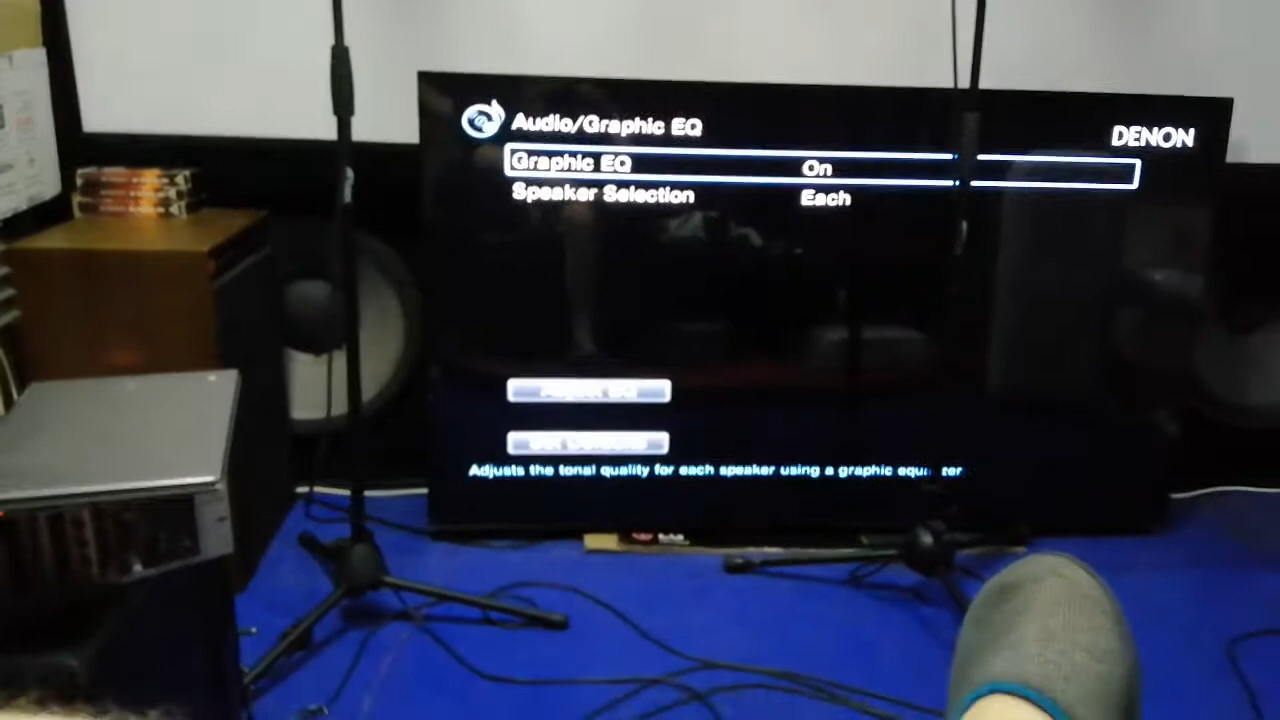 Audio/Graphic EQ
DENON
Graphic EQ On
Speaker Selection Each
Adjusts the tonal quality for each speaker using a graphic equalizer